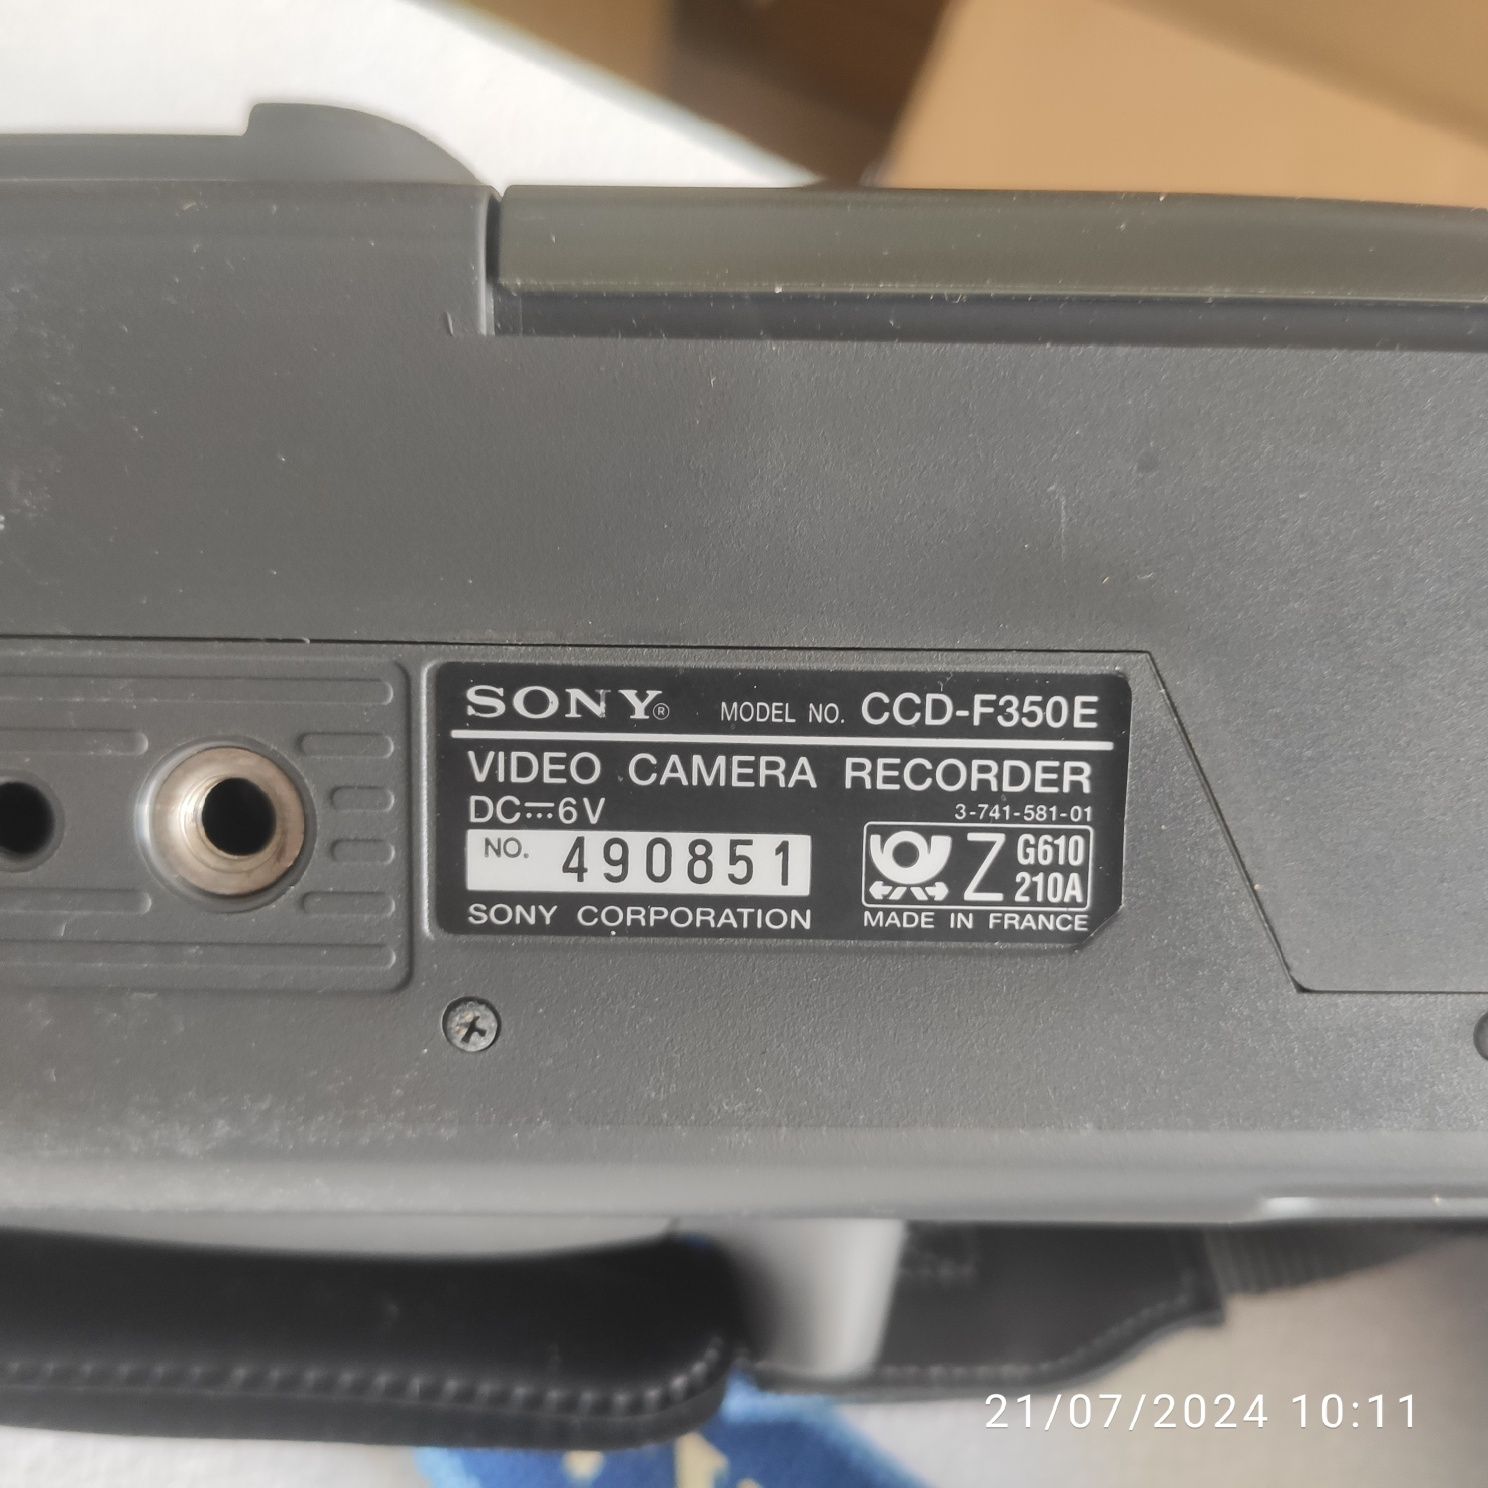 SONY® MODEL NO. CCD-F350E
VIDEO CAMERA RECORDER
DC⎓6V 3-741-581-01
NO. 490851
Z G610
210A
SONY CORPORATION MADE IN FRANCE
21/07/2024 10:11